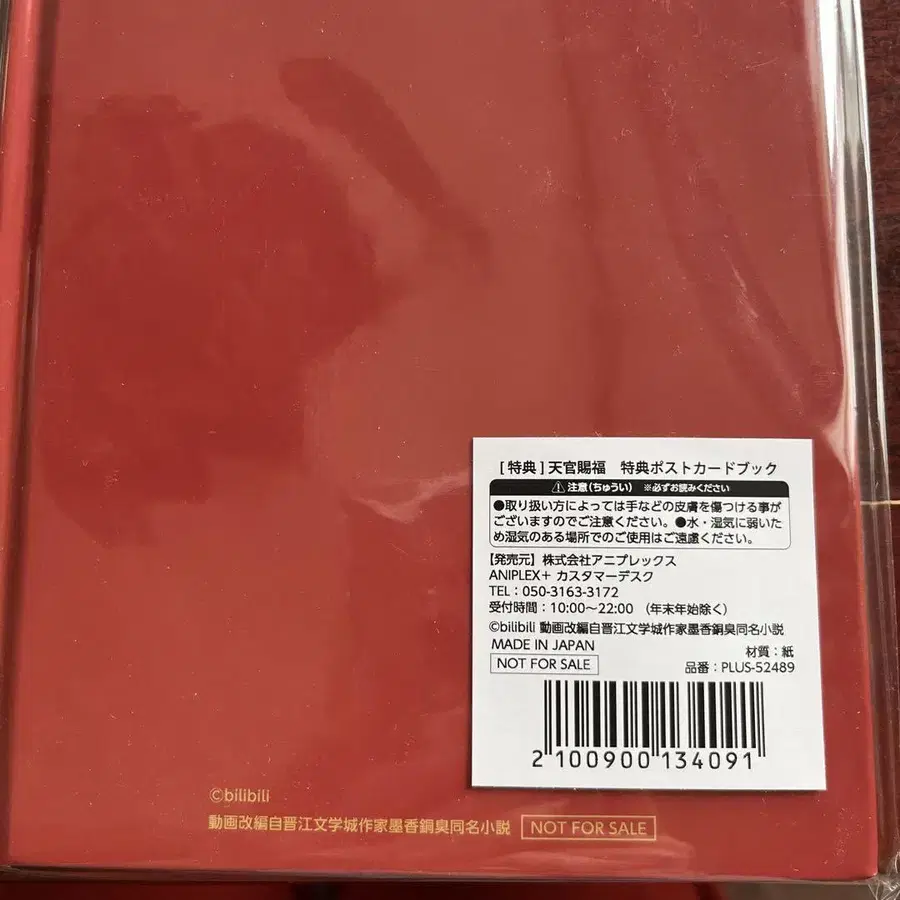 [特典]天官賜福　特典ポストカードブック
⚠注意(ちゅうい)　※必ずお読みください
●取り扱い方によっては手などの皮膚を傷つける事が
ございますのでご注意ください。●水・湿気に弱いた
め湿気のある場所でのご使用はご遠慮ください。
【発売元】株式会社アニプレックス
ANIPLEX+ カスタマーデスク
TEL：050-3163-3172
受付時間：10:00〜22:00 （年末年始除く）
©bilibili 動画改編自晋江文学城作家墨香銅臭同名小説
MADE IN JAPAN
材質：紙
NOT FOR SALE
品番：PLUS-52489
2 100900 134091
©bilibili
動画改編自晋江文学城作家墨香銅臭同名小説
NOT FOR SALE